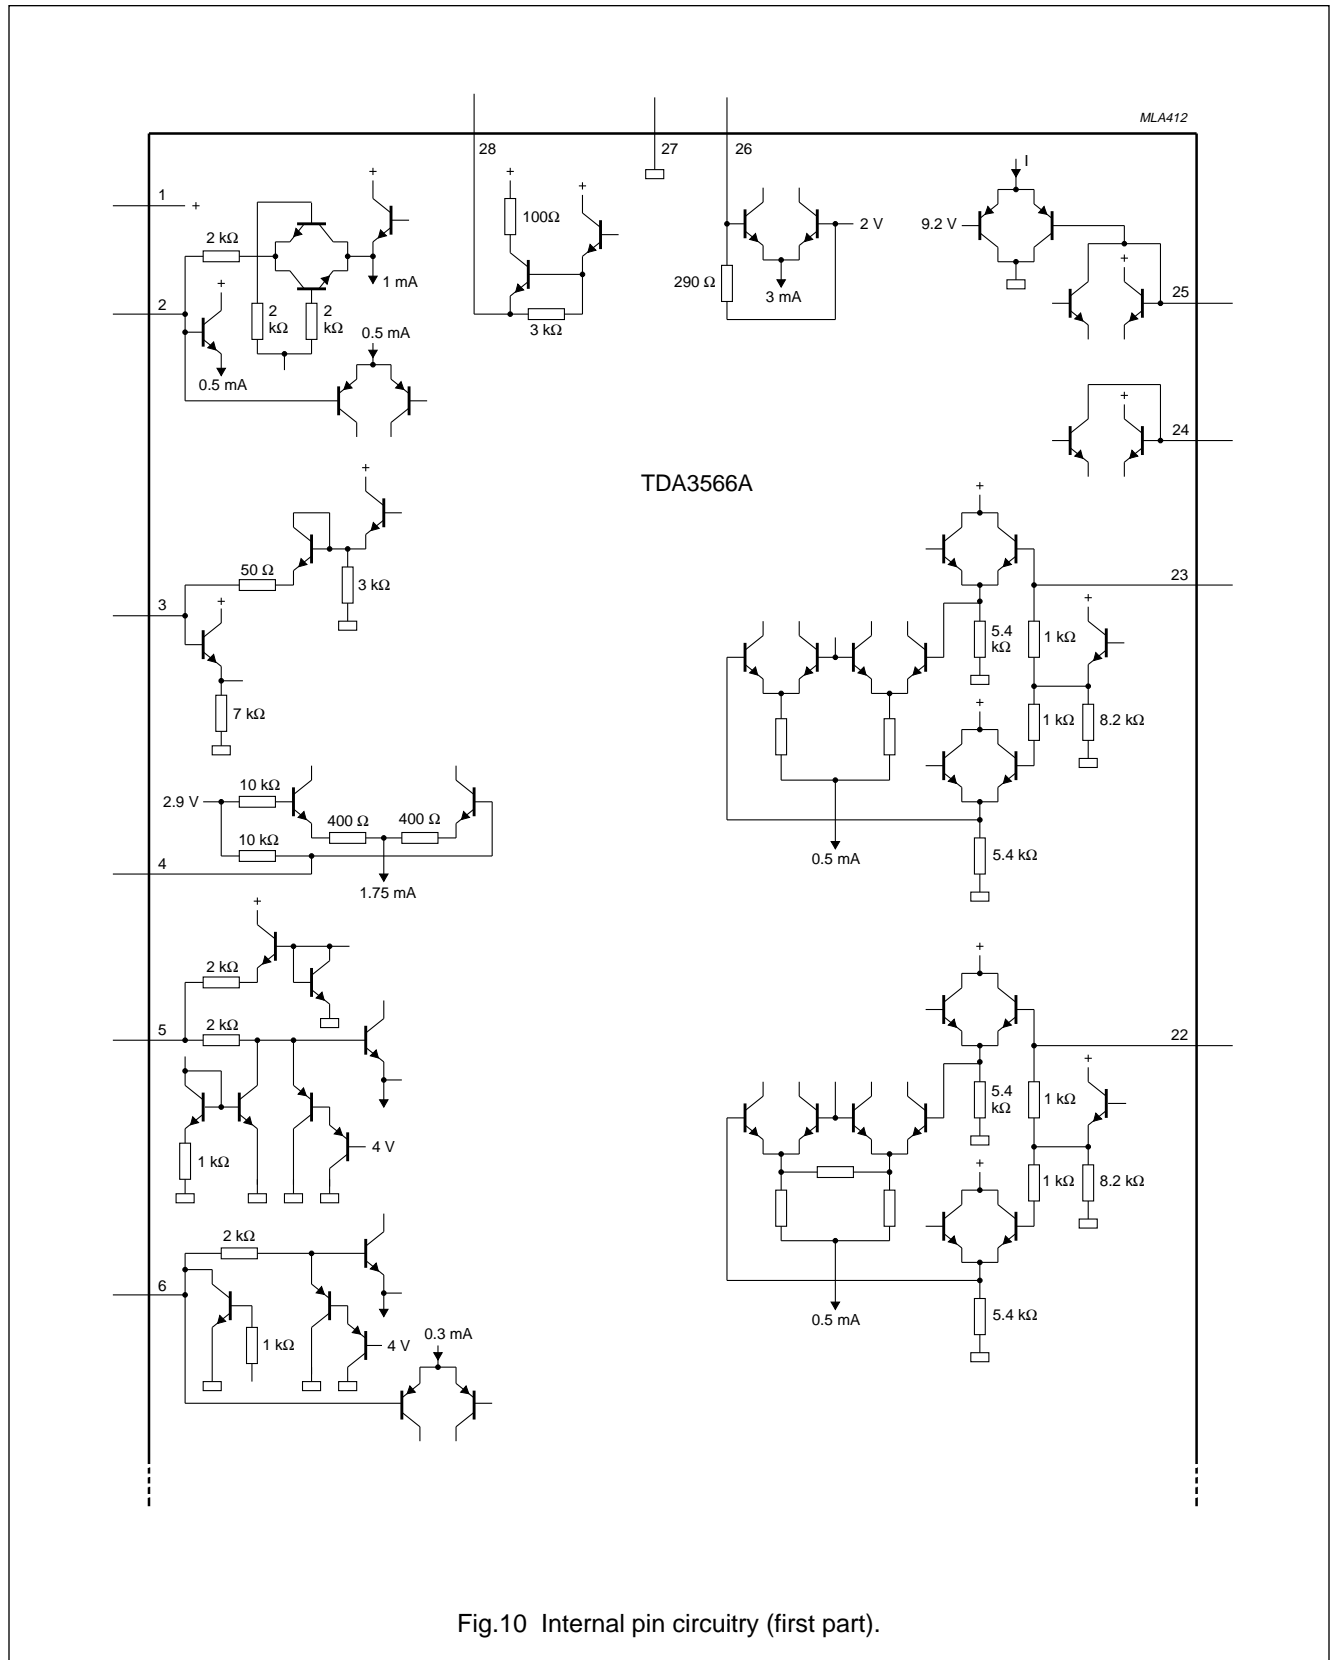 MLA412
28
27
26
I
1
+
+
+
+
100Ω
9.2 V
2 V
2 kΩ
1 mA
290 Ω
3 mA
25
+
+
2
2 kΩ
2 kΩ
0.5 mA
3 kΩ
0.5 mA
+
24
TDA3566A
+
+
50 Ω
3 kΩ
23
+
+
3
5.4 kΩ
1 kΩ
7 kΩ
+
1 kΩ
8.2 kΩ
10 kΩ
2.9 V
400 Ω
400 Ω
10 kΩ
0.5 mA
5.4 kΩ
4
1.75 mA
+
2 kΩ
+
5
2 kΩ
22
+
5.4 kΩ
1 kΩ
4 V
1 kΩ
+
1 kΩ
8.2 kΩ
2 kΩ
6
0.5 mA
5.4 kΩ
1 kΩ
4 V
0.3 mA
Fig.10 Internal pin circuitry (first part).